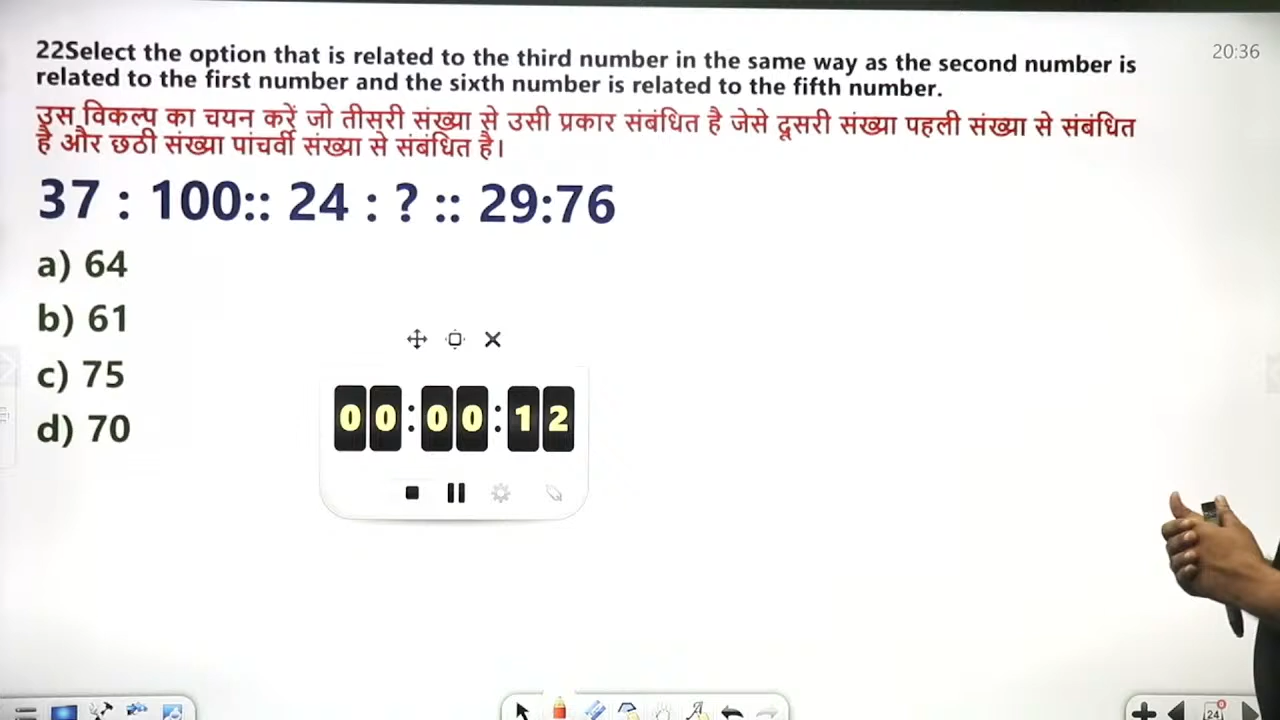 22Select the option that is related to the third number in the same way as the second number is
20:36
related to the first number and the sixth number is related to the fifth number.
उस विकल्प का चयन करें जो तीसरी संख्या से उसी प्रकार संबंधित है जेसे दूसरी संख्या पहली संख्या से संबंधित
है और छठी संख्या पांचवीं संख्या से संबंधित है।
37 : 100:: 24 : ? :: 29:76
a) 64
b) 61
c) 75
d) 70
00:00:12
24